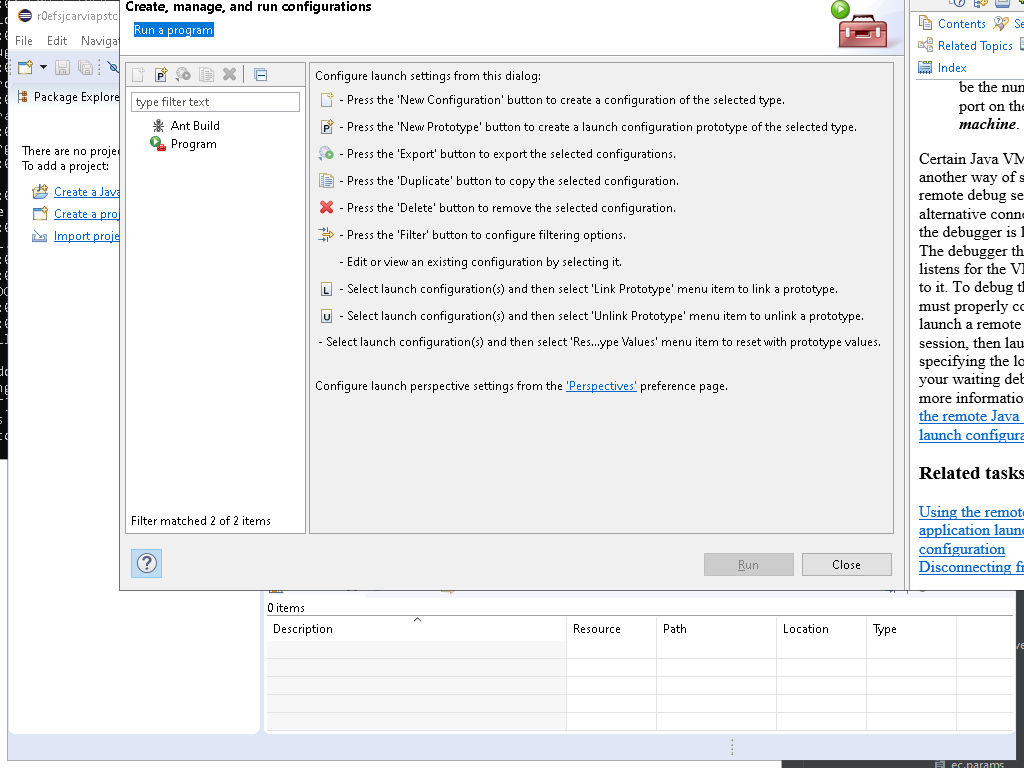 Create, manage, and run configurations
Run a program
r0efsjcarviapstc
File Edit Naviga
Package Explore
There are no proje
To add a project:
Create a Java
Create a proj
Import proje
type filter text
Ant Build
Program
Filter matched 2 of 2 items
Configure launch settings from this dialog:
- Press the 'New Configuration' button to create a configuration of the selected type.
P - Press the 'New Prototype' button to create a launch configuration prototype of the selected type.
- Press the 'Export' button to export the selected configurations.
- Press the 'Duplicate' button to copy the selected configuration.
- Press the 'Delete' button to remove the selected configuration.
- Press the 'Filter' button to configure filtering options.
- Edit or view an existing configuration by selecting it.
L - Select launch configuration(s) and then select 'Link Prototype' menu item to link a prototype.
U - Select launch configuration(s) and then select 'Unlink Prototype' menu item to unlink a prototype.
- Select launch configuration(s) and then select 'Res...ype Values' menu item to reset with prototype values.
Configure launch perspective settings from the 'Perspectives' preference page.
?
Run
Close
Contents Se
Related Topics
Index
be the num
port on the
machine.
Certain Java VM
another way of s
remote debug se
alternative conne
the debugger is l
The debugger th
listens for the VM
to it. To debug th
must properly co
launch a remote
session, then lau
specifying the lo
your waiting deb
more information
the remote Java
launch configura
Related tasks
Using the remote
application launc
configuration
Disconnecting fr
0 items
Description Resource Path Location Type
ec.params